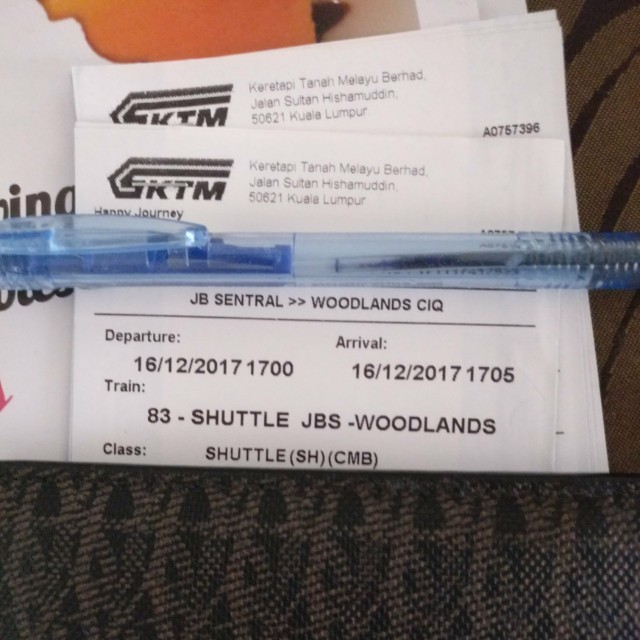 KTM
Keretapi Tanah Melayu Berhad,
Jalan Sultan Hishamuddin,
50621 Kuala Lumpur
A0757396
KTM
Keretapi Tanah Melayu Berhad,
Jalan Sultan Hishamuddin,
50621 Kuala Lumpur
Happy Journey
JB SENTRAL >> WOODLANDS CIQ
Departure: Arrival:
16/12/2017 1700 16/12/2017 1705
Train:
83 - SHUTTLE JBS -WOODLANDS
Class: SHUTTLE(SH)(CMB)